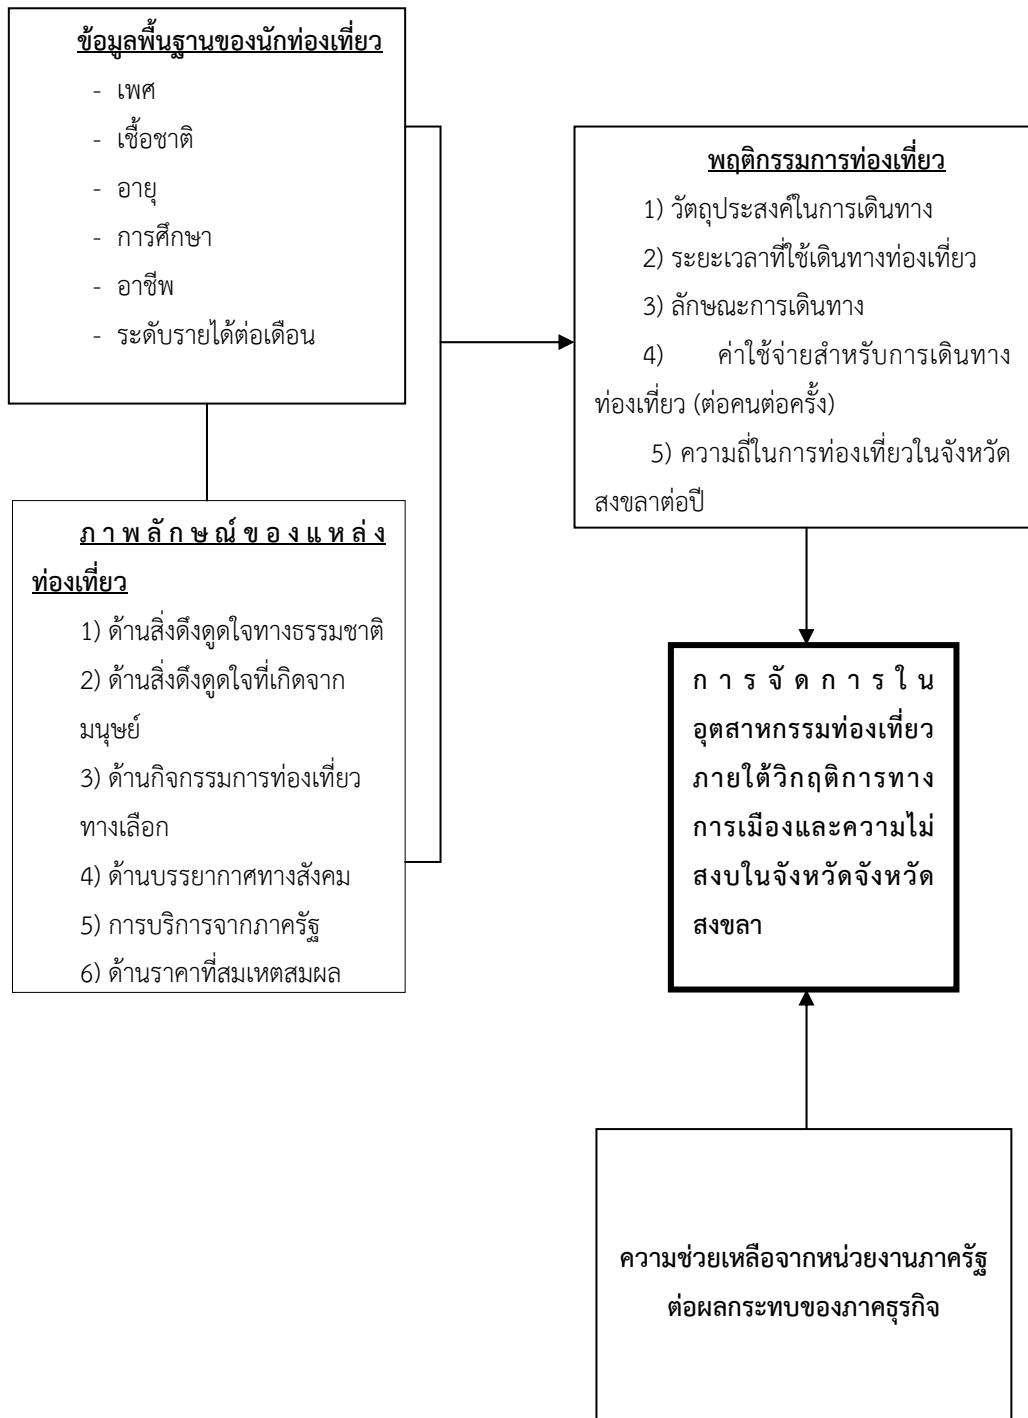 ข้อมูลพื้นฐานของนักท่องเที่ยว
- เพศ
- เชื้อชาติ
- อายุ
- การศึกษา
- อาชีพ
- ระดับรายได้ต่อเดือน
ภาพลักษณ์ของแหล่ง
ท่องเที่ยว
1) ด้านสิ่งดึงดูดใจทางธรรมชาติ
2) ด้านสิ่งดึงดูดใจที่เกิดจาก
มนุษย์
3) ด้านกิจกรรมการท่องเที่ยว
ทางเลือก
4) ด้านบรรยากาศทางสังคม
5) การบริการจากภาครัฐ
6) ด้านราคาที่สมเหตสมผล
พฤติกรรมการท่องเที่ยว
1) วัตถุประสงค์ในการเดินทาง
2) ระยะเวลาที่ใช้เดินทางท่องเที่ยว
3) ลักษณะการเดินทาง
4) ค่าใช้จ่ายสำหรับการเดินทาง
ท่องเที่ยว (ต่อคนต่อครั้ง)
5) ความถี่ในการท่องเที่ยวในจังหวัด
สงขลาต่อปี
การจัดการใน
อุตสาหกรรมท่องเที่ยว
ภายใต้วิกฤติการทาง
การเมืองและความไม่
สงบในจังหวัดจังหวัด
สงขลา
ความช่วยเหลือจากหน่วยงานภาครัฐ
ต่อผลกระทบของภาคธุรกิจ